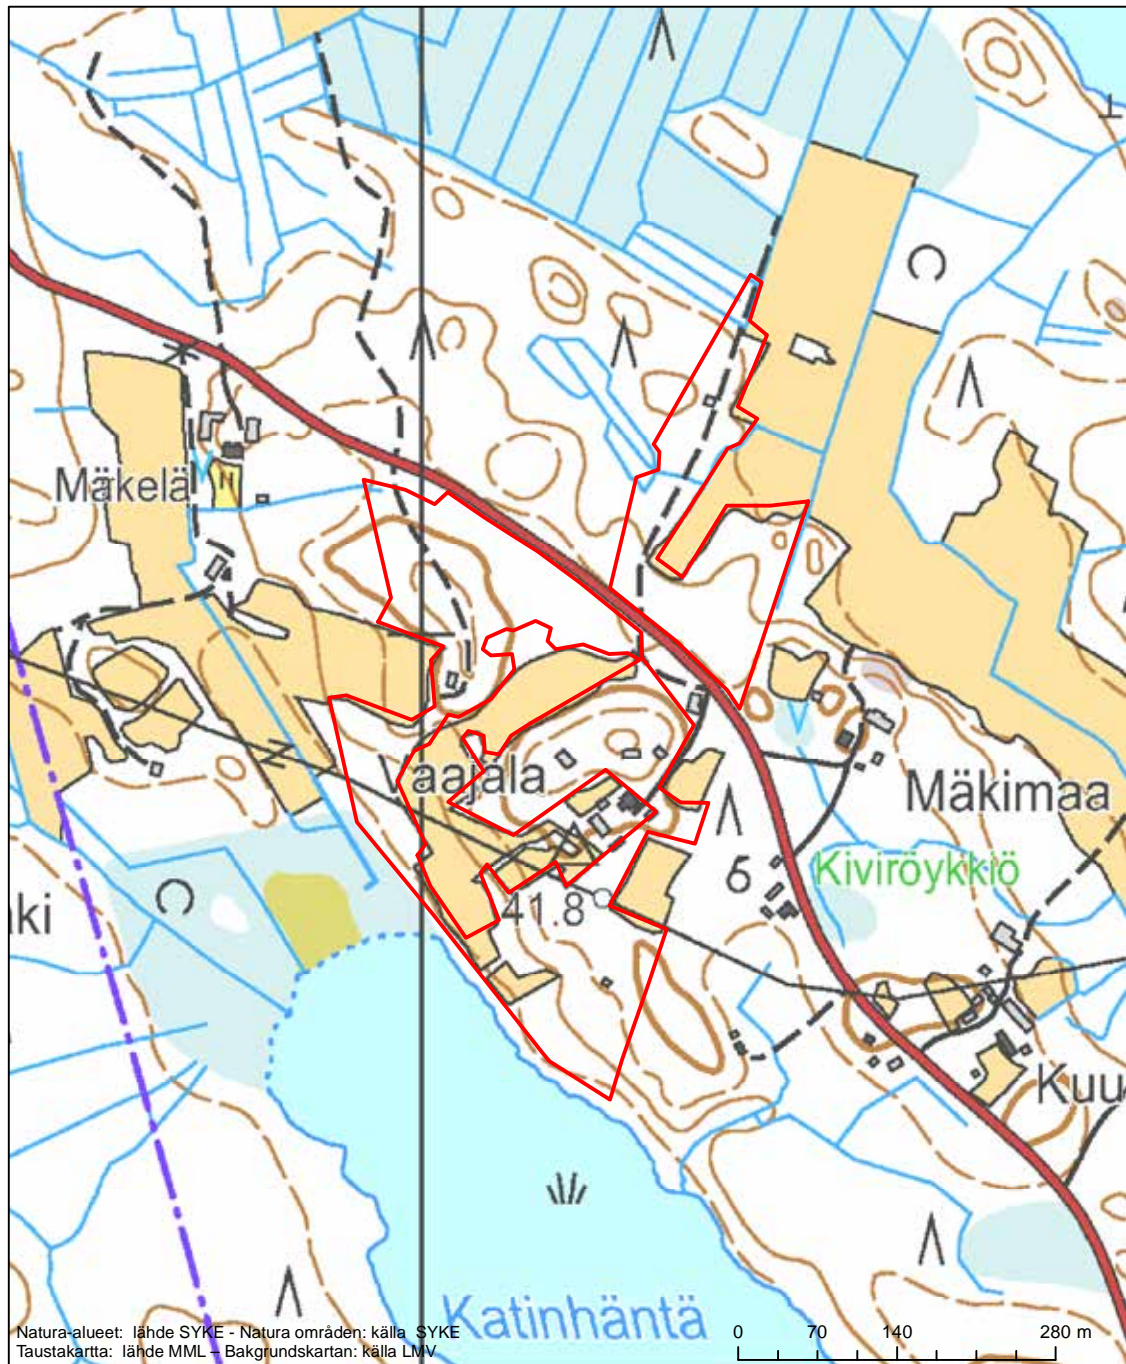 Mäkelä
N
Vaajala
Mäkimaa
Kiviröykkiö
6
41.8
ki
Kuu
Katinhäntä
Natura-alueet: lähde SYKE - Natura områden: källa SYKE
Taustakartta: lähde MML – Bakgrundskartan: källa LMV
0 70 140 280 m